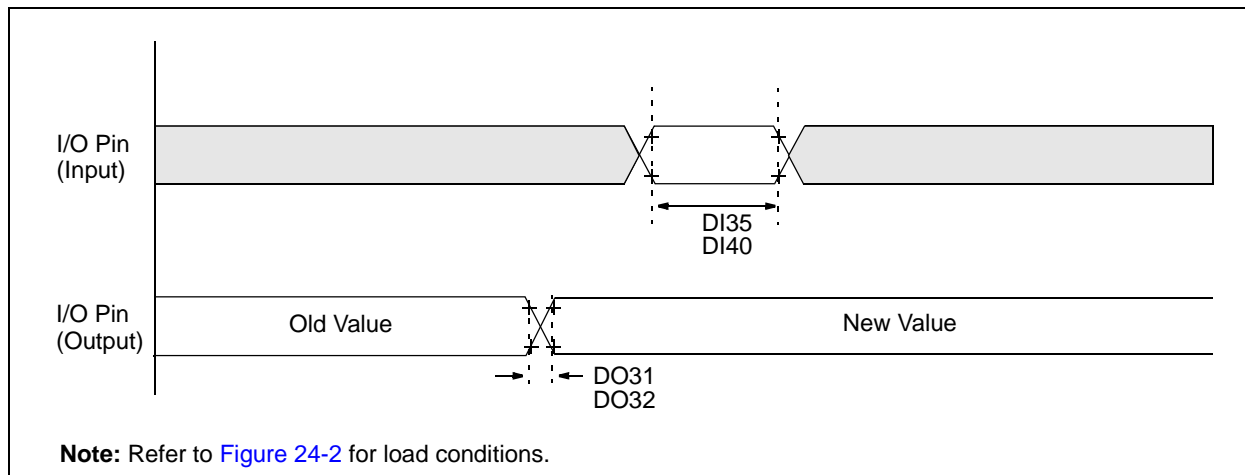 I/O Pin
(Input)
DI35
DI40
I/O Pin
(Output)
Old Value
New Value
DO31
DO32
Note: Refer to Figure 24-2 for load conditions.